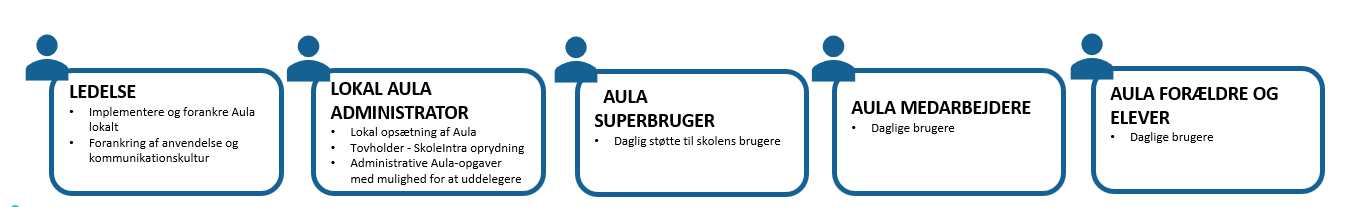 LEDELSE
• Implementere og forankre Aula
lokalt
• Forankring af anvendelse og
kommunikationskultur
LOKAL AULA
ADMINISTRATOR
• Lokal opsætning af Aula
• Tovholder - SkoleIntra oprydning
• Administrative Aula-opgaver
med mulighed for at uddelegere
AULA
SUPERBRUGER
• Daglig støtte til skolens brugere
AULA MEDARBEJDERE
• Daglige brugere
AULA FORÆLDRE OG
ELEVER
• Daglige brugere